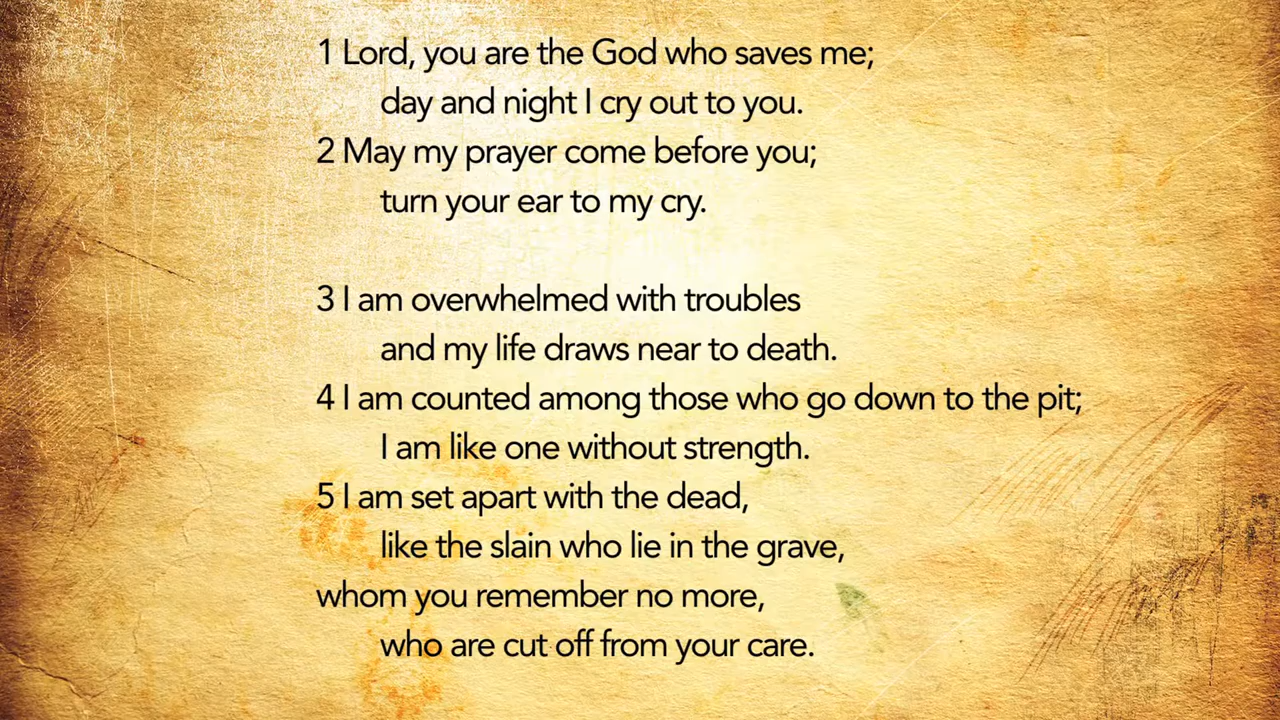 1 Lord, you are the God who saves me;
day and night I cry out to you.
2 May my prayer come before you;
turn your ear to my cry.
3 I am overwhelmed with troubles
and my life draws near to death.
4 I am counted among those who go down to the pit;
I am like one without strength.
5 I am set apart with the dead,
like the slain who lie in the grave,
whom you remember no more,
who are cut off from your care.